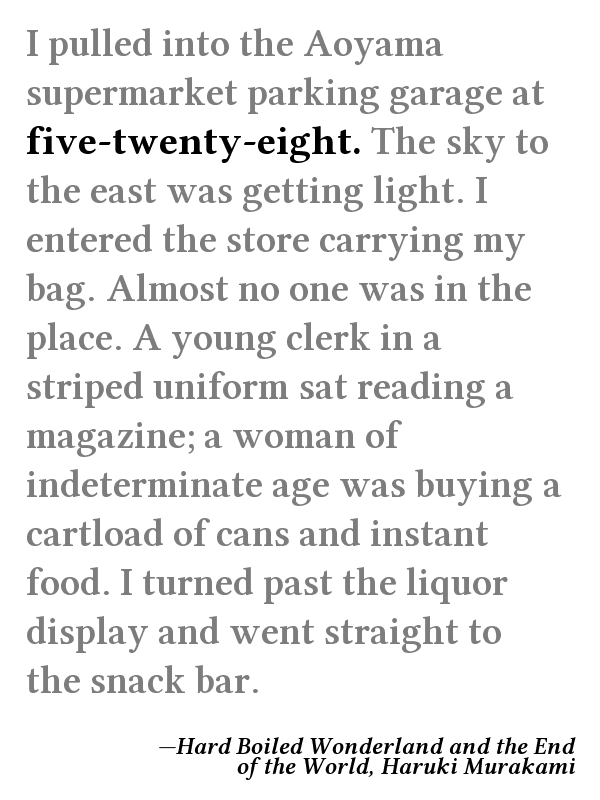 I pulled into the Aoyama
supermarket parking garage at
five-twenty-eight. The sky to
the east was getting light. I
entered the store carrying my
bag. Almost no one was in the
place. A young clerk in a
striped uniform sat reading a
magazine; a woman of
indeterminate age was buying a
cartload of cans and instant
food. I turned past the liquor
display and went straight to
the snack bar.
—Hard Boiled Wonderland and the End
of the World, Haruki Murakami